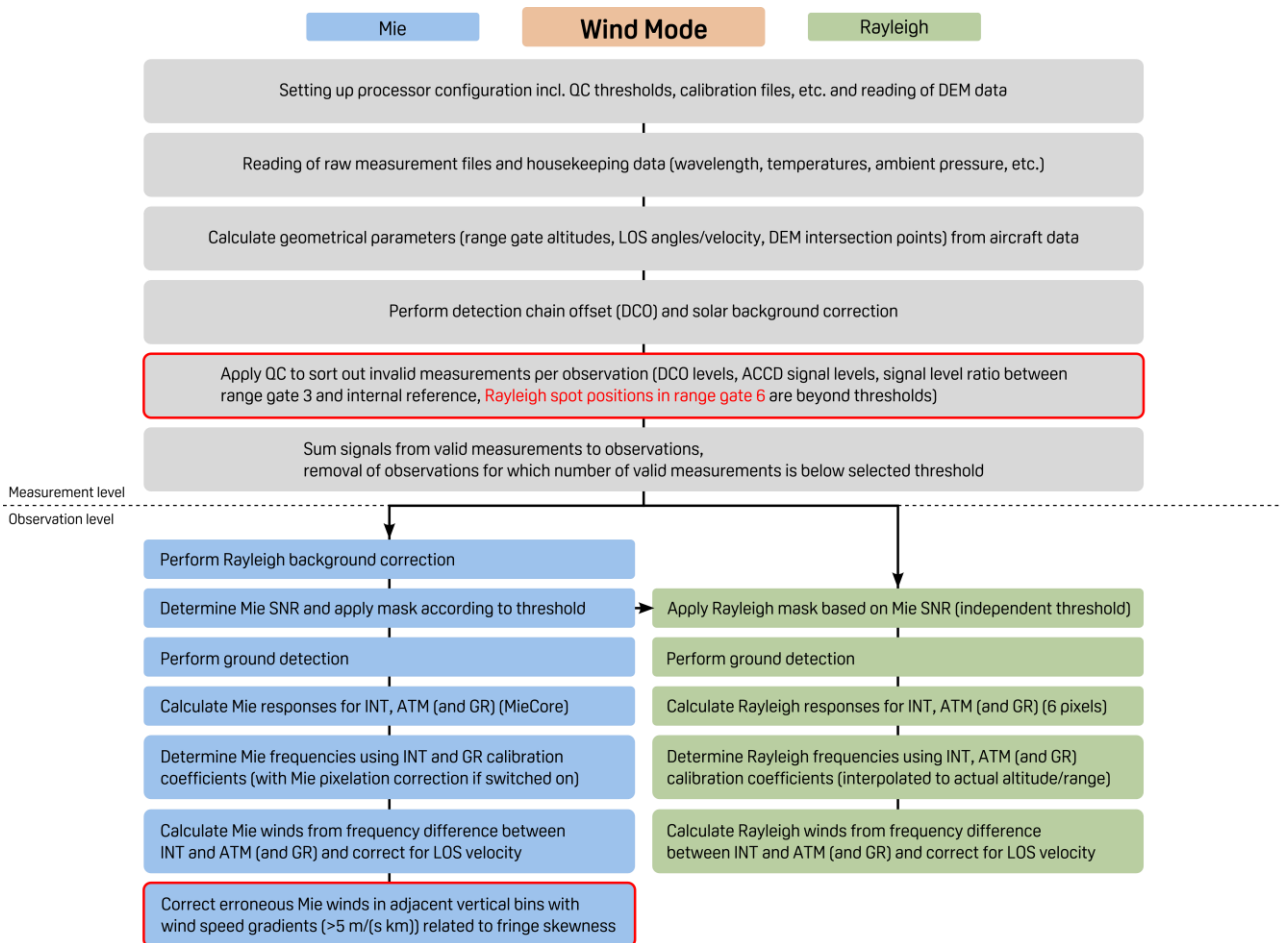 Mie
Wind Mode
Rayleigh
Setting up processor configuration incl. QC thresholds, calibration files, etc. and reading of DEM data
Reading of raw measurement files and housekeeping data (wavelength, temperatures, ambient pressure, etc.)
Calculate geometrical parameters (range gate altitudes, LOS angles/velocity, DEM intersection points) from aircraft data
Perform detection chain offset (DCO) and solar background correction
Apply QC to sort out invalid measurements per observation (DCO levels, ACCD signal levels, signal level ratio between
range gate 3 and internal reference, Rayleigh spot positions in range gate 6 are beyond thresholds)
Sum signals from valid measurements to observations,
removal of observations for which number of valid measurements is below selected threshold
Measurement level
Observation level
Perform Rayleigh background correction
Determine Mie SNR and apply mask according to threshold
Perform ground detection
Calculate Mie responses for INT, ATM (and GR) (MieCore)
Determine Mie frequencies using INT and GR calibration
coefficients (with Mie pixelation correction if switched on)
Calculate Mie winds from frequency difference between
INT and ATM (and GR) and correct for LOS velocity
Correct erroneous Mie winds in adjacent vertical bins with
wind speed gradients (>5 m/(s km)) related to fringe skewness
Apply Rayleigh mask based on Mie SNR (independent threshold)
Perform ground detection
Calculate Rayleigh responses for INT, ATM (and GR) (6 pixels)
Determine Rayleigh frequencies using INT, ATM (and GR)
calibration coefficients (interpolated to actual altitude/range)
Calculate Rayleigh winds from frequency difference
between INT and ATM (and GR) and correct for LOS velocity